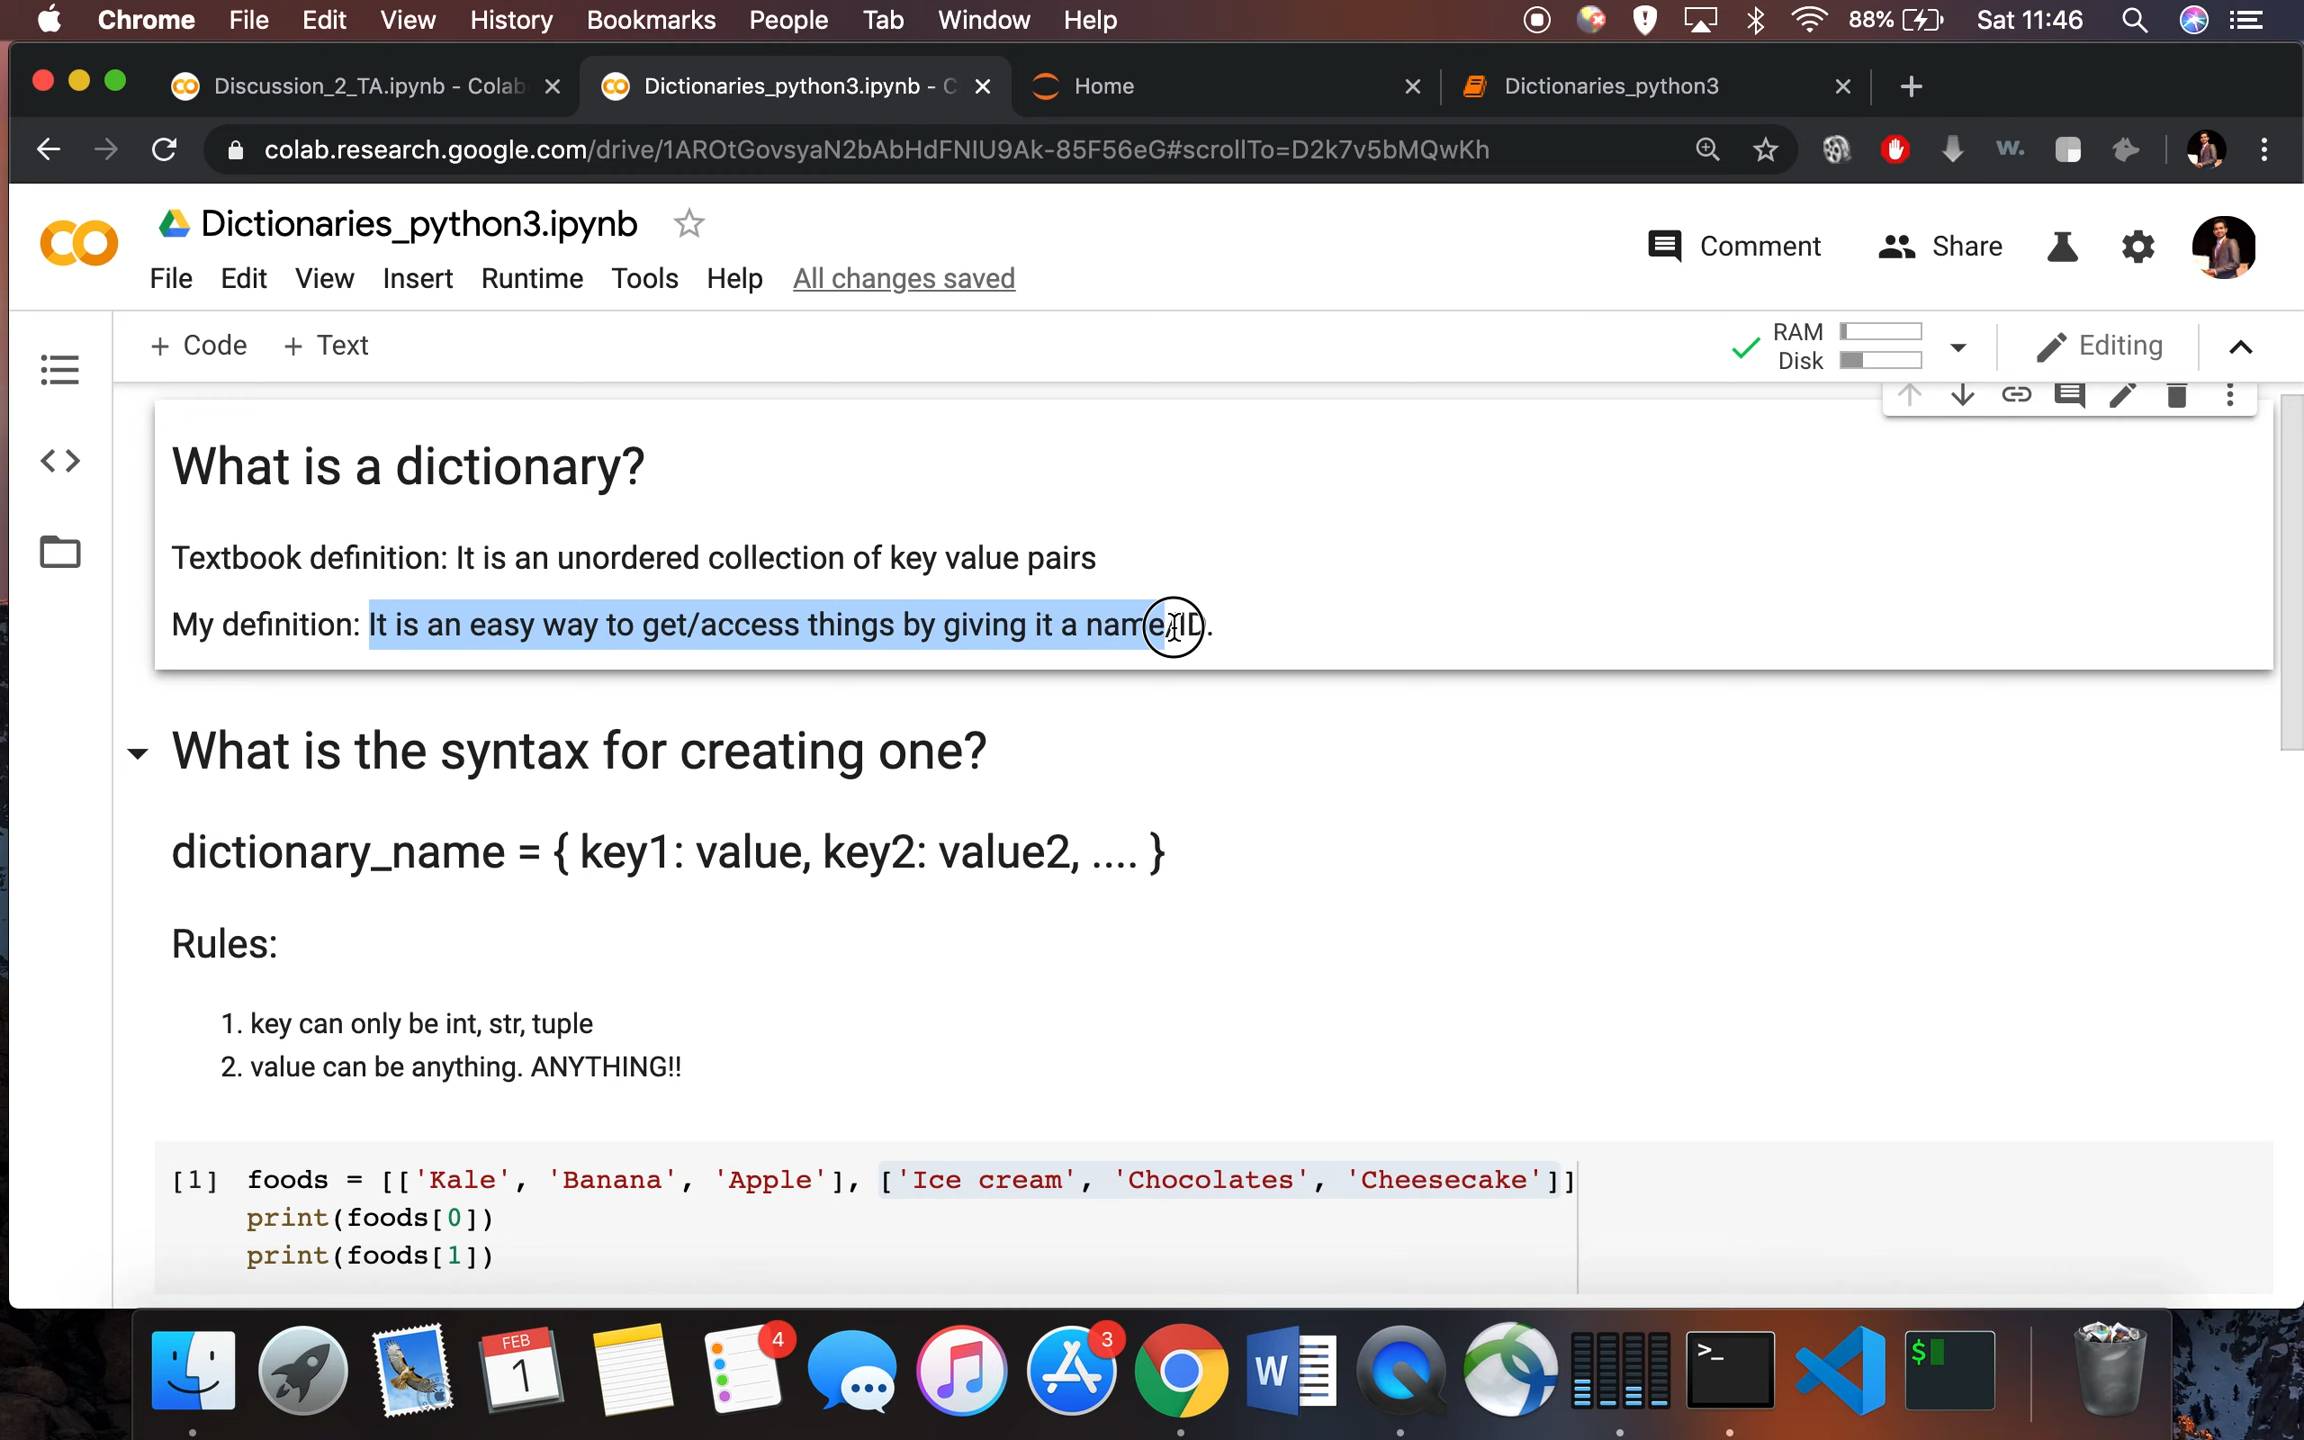 Chrome File Edit View History Bookmarks People Tab Window Help 88% Sat 11:46
Discussion_2_TA.ipynb - Colab Dictionaries_python3.ipynb - C Home Dictionaries_python3
colab.research.google.com/drive/1AROtGovsyaN2bAbHdFNIU9Ak-85F56eG#scrollTo=D2k7v5bMQwKh w.
Dictionaries_python3.ipynb
Comment Share
File Edit View Insert Runtime Tools Help All changes saved
+ Code + Text RAM Disk Editing
What is a dictionary?
Textbook definition: It is an unordered collection of key value pairs
My definition: It is an easy way to get/access things by giving it a name/ID.
What is the syntax for creating one?
dictionary_name = { key1: value, key2: value2, .... }
Rules:
1. key can only be int, str, tuple
2. value can be anything. ANYTHING!!
[1] foods = [['Kale', 'Banana', 'Apple'], ['Ice cream', 'Chocolates', 'Cheesecake']]
print(foods[0])
print(foods[1])
FEB
1
4
3
W
>_
$